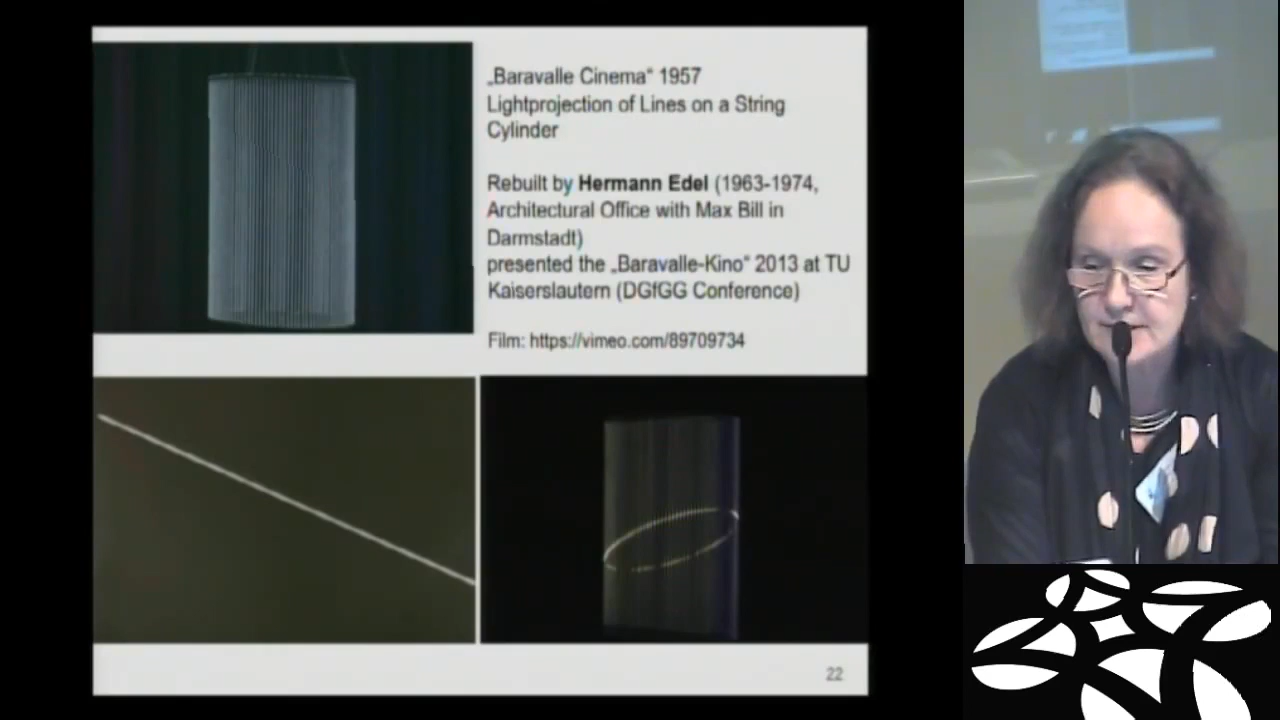 „Baravalle Cinema“ 1957
Lightprojection of Lines on a String
Cylinder
Rebuilt by Hermann Edel (1963-1974,
Architectural Office with Max Bill in
Darmstadt)
presented the „Baravalle-Kino“ 2013 at TU
Kaiserslautern (DGfGG Conference)
Film: https://vimeo.com/89709734
22